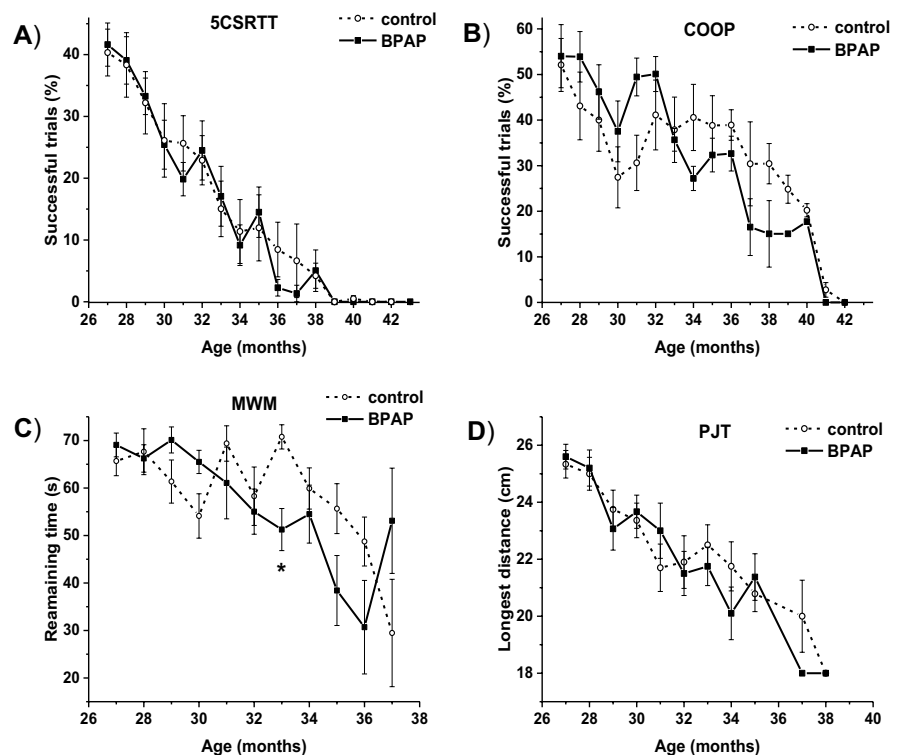 A)
5CSRTT
control
BPAP
Successful trials (%)
40
30
20
10
0
26 28 30 32 34 36 38 40 42
Age (months)
B)
COOP
control
BPAP
Successful trials (%)
60
50
40
30
20
10
0
26 28 30 32 34 36 38 40 42
Age (months)
C)
MWM
control
BPAP
Reamaining time (s)
70
60
50
40
30
20
*
26 28 30 32 34 36 38
Age (months)
D)
PJT
control
BPAP
Longest distance (cm)
26
24
22
20
18
26 28 30 32 34 36 38 40
Age (months)